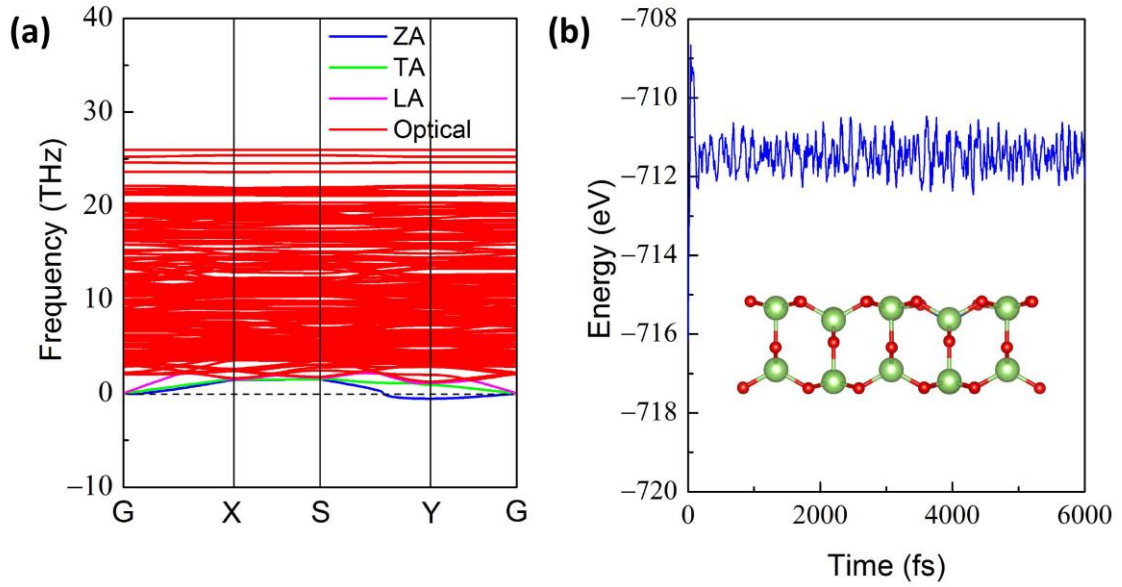 (a)
Frequency (THz)
40
30
20
10
0
−10
ZA
TA
LA
Optical
G
X
S
Y
G
(b)
Energy (eV)
−708
−710
−712
−714
−716
−718
−720
0
2000
4000
6000
Time (fs)